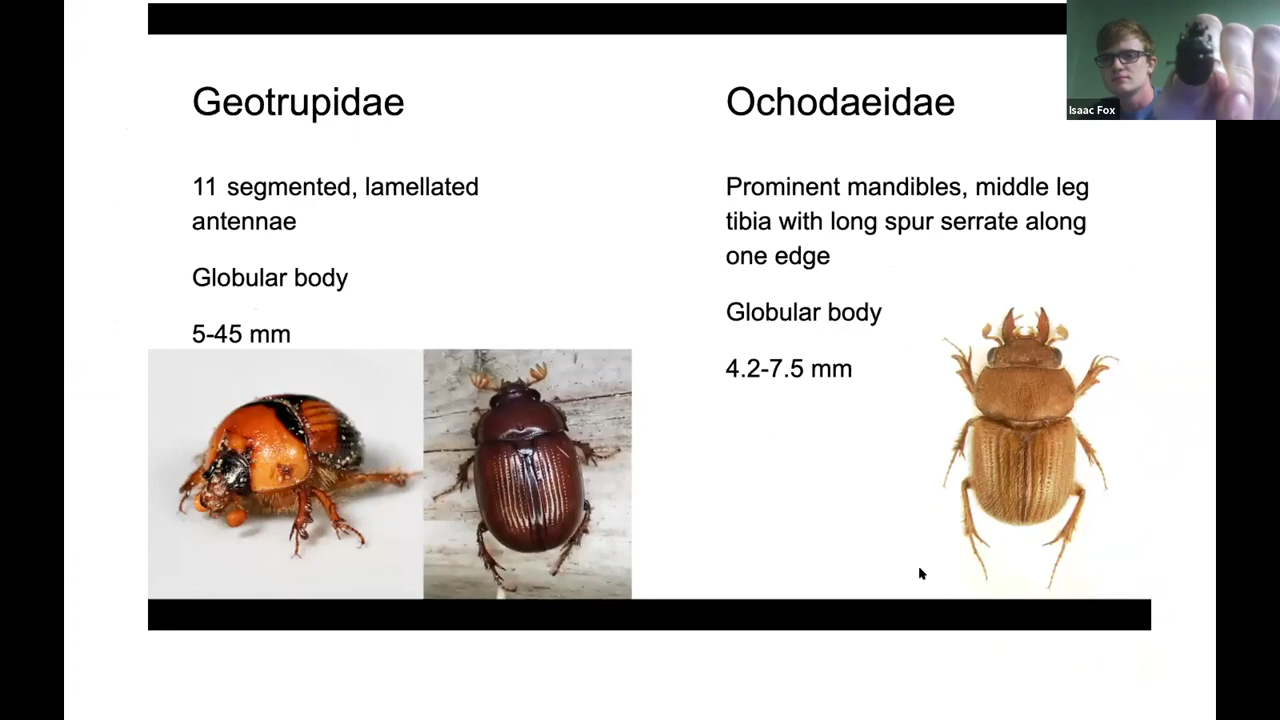 Geotrupidae
11 segmented, lamellated
antennae
Globular body
5-45 mm
Ochodaeidae
Prominent mandibles, middle leg
tibia with long spur serrate along
one edge
Globular body
4.2-7.5 mm
Isaac Fox